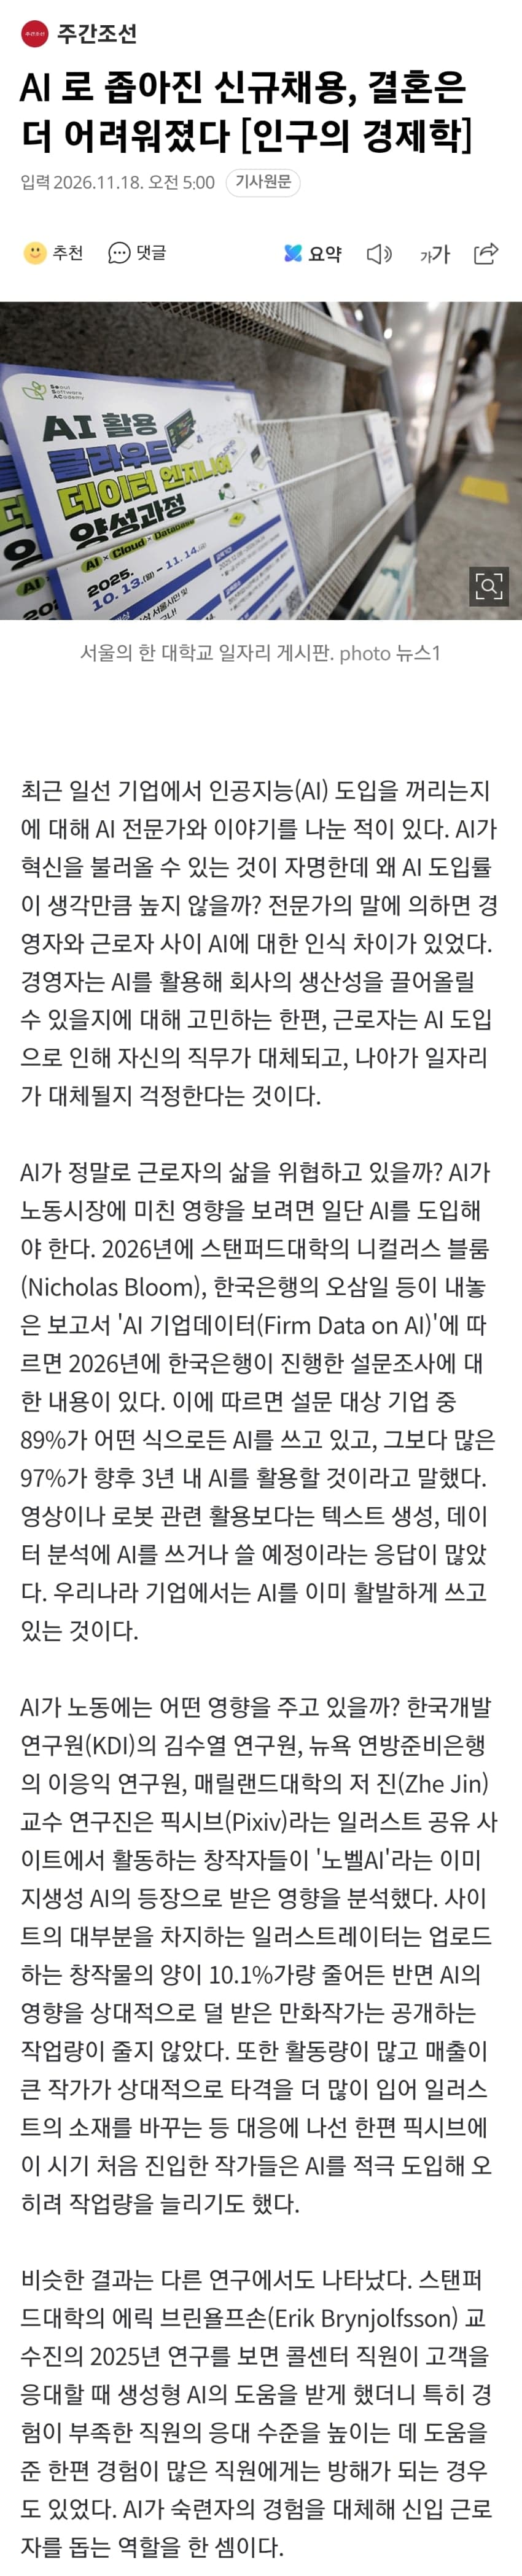 주간조선
AI 로 좁아진 신규채용, 결혼은
더 어려워졌다 [인구의 경제학]
입력 2026.11.18. 오전 5:00 기사원문
추천 댓글 요약 가가
Seoul
Software
ACademy
AI 활용
클라우드
데이터 엔지니어
양성과정
AI × Cloud × DataBase
2025.
10. 13.(월) – 11. 14.(금)
서울의 한 대학교 일자리 게시판. photo 뉴스1
최근 일선 기업에서 인공지능(AI) 도입을 꺼리는지
에 대해 AI 전문가와 이야기를 나눈 적이 있다. AI가
혁신을 불러올 수 있는 것이 자명한데 왜 AI 도입률
이 생각만큼 높지 않을까? 전문가의 말에 의하면 경
영자와 근로자 사이 AI에 대한 인식 차이가 있었다.
경영자는 AI를 활용해 회사의 생산성을 끌어올릴
수 있을지에 대해 고민하는 한편, 근로자는 AI 도입
으로 인해 자신의 직무가 대체되고, 나아가 일자리
가 대체될지 걱정한다는 것이다.
AI가 정말로 근로자의 삶을 위협하고 있을까? AI가
노동시장에 미친 영향을 보려면 일단 AI를 도입해
야 한다. 2026년에 스탠퍼드대학의 니컬러스 블룸
(Nicholas Bloom), 한국은행의 오삼일 등이 내놓
은 보고서 'AI 기업데이터(Firm Data on AI)'에 따
르면 2026년에 한국은행이 진행한 설문조사에 대
한 내용이 있다. 이에 따르면 설문 대상 기업 중
89%가 어떤 식으로든 AI를 쓰고 있고, 그보다 많은
97%가 향후 3년 내 AI를 활용할 것이라고 말했다.
영상이나 로봇 관련 활용보다는 텍스트 생성, 데이
터 분석에 AI를 쓰거나 쓸 예정이라는 응답이 많았
다. 우리나라 기업에서는 AI를 이미 활발하게 쓰고
있는 것이다.
AI가 노동에는 어떤 영향을 주고 있을까? 한국개발
연구원(KDI)의 김수열 연구원, 뉴욕 연방준비은행
의 이응익 연구원, 매릴랜드대학의 저 진(Zhe Jin)
교수 연구진은 픽시브(Pixiv)라는 일러스트 공유 사
이트에서 활동하는 창작자들이 '노벨AI'라는 이미
지생성 AI의 등장으로 받은 영향을 분석했다. 사이
트의 대부분을 차지하는 일러스트레이터는 업로드
하는 창작물의 양이 10.1%가량 줄어든 반면 AI의
영향을 상대적으로 덜 받은 만화작가는 공개하는
작업량이 줄지 않았다. 또한 활동량이 많고 매출이
큰 작가가 상대적으로 타격을 더 많이 입어 일러스
트의 소재를 바꾸는 등 대응에 나선 한편 픽시브에
이 시기 처음 진입한 작가들은 AI를 적극 도입해 오
히려 작업량을 늘리기도 했다.
비슷한 결과는 다른 연구에서도 나타났다. 스탠퍼
드대학의 에릭 브린욜프손(Erik Brynjolfsson) 교
수진의 2025년 연구를 보면 콜센터 직원이 고객을
응대할 때 생성형 AI의 도움을 받게 했더니 특히 경
험이 부족한 직원의 응대 수준을 높이는 데 도움을
준 한편 경험이 많은 직원에게는 방해가 되는 경우
도 있었다. AI가 숙련자의 경험을 대체해 신입 근로
자를 돕는 역할을 한 셈이다.